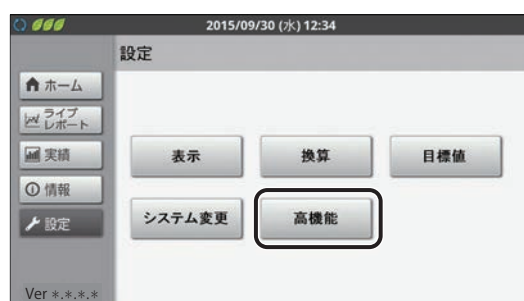 2015/09/30 (水) 12:34
設定
ホーム
ライブ
レポート
実績
情報
設定
表示
換算
目標値
システム変更
高機能
Ver *.*.*.*